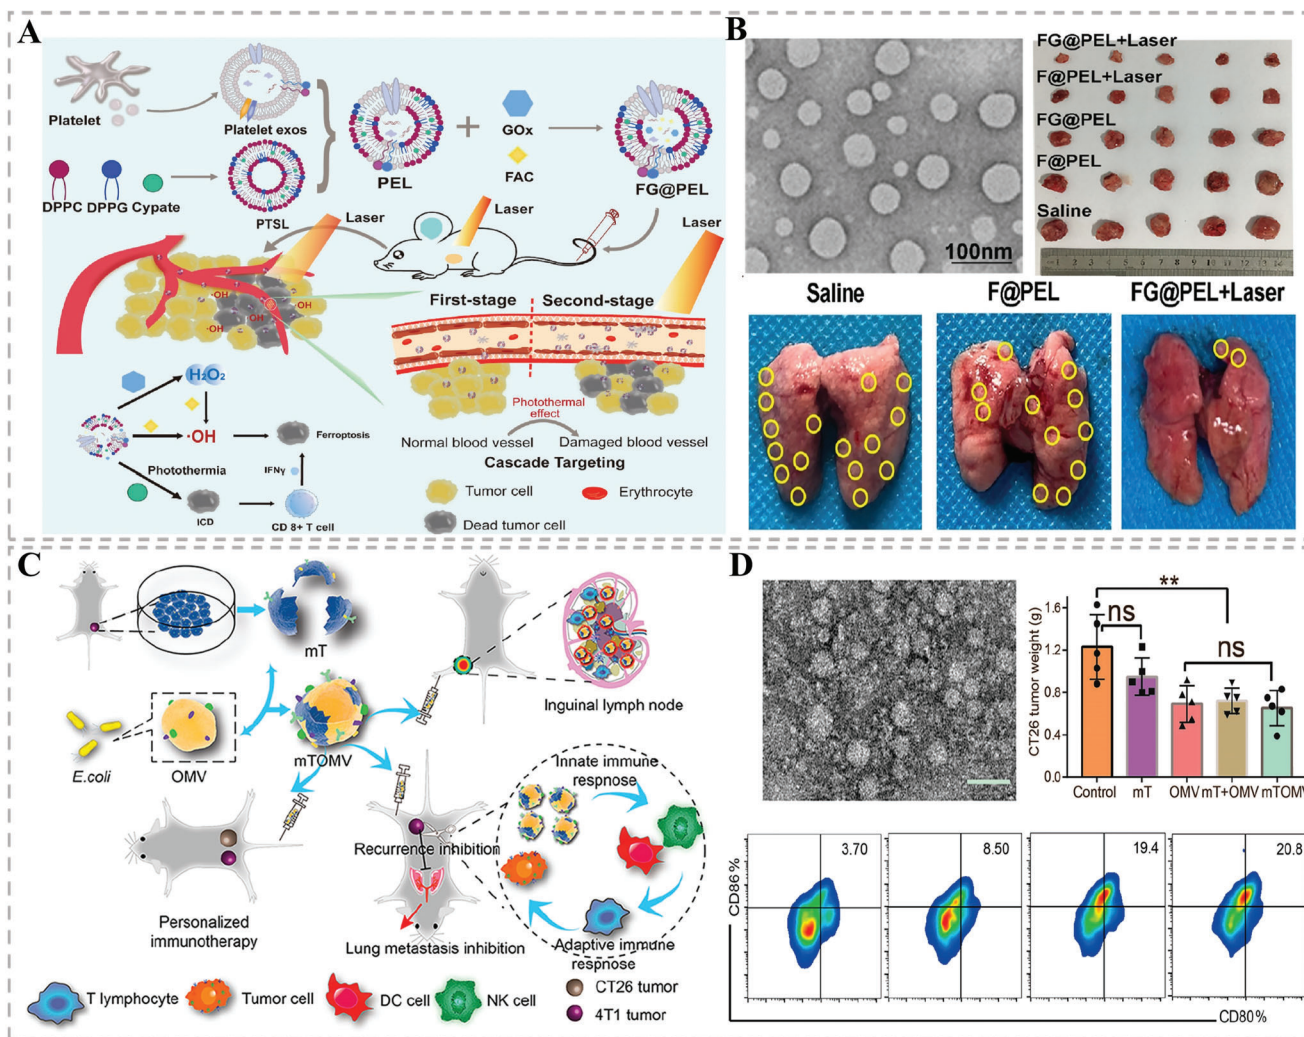 A
Platelet
Platelet exos
DPPC
DPPG
Cypate
PTSL
PEL
GOx
FAC
FG@PEL
Laser
Laser
Laser
·OH
·OH
·OH
·OH
First-stage
Second-stage
Photothermal
effect
Normal blood vessel
Damaged blood vessel
Cascade Targeting
Tumor cell
Erythrocyte
Dead tumor cell
H₂O₂
·OH
Ferroptosis
Photothermia
IFNγ
ICD
CD 8+ T cell
B
100nm
FG@PEL+Laser
F@PEL+Laser
FG@PEL
F@PEL
Saline
Saline
F@PEL
FG@PEL+Laser
C
mT
E.coli
OMV
mTOMV
Inguinal lymph node
Personalized
immunotherapy
Recurrence inhibition
Lung metastasis inhibition
Innate immune
respnose
Adaptive immune
respnose
T lymphocyte
Tumor cell
DC cell
NK cell
CT26 tumor
4T1 tumor
D
CT26 tumor weight (g)
1.6
1.2
0.8
0.4
0.0
**
ns
ns
Control
mT
OMV
mT+OMV
mTOMV
CD86%
3.70
8.50
19.4
20.8
CD80%